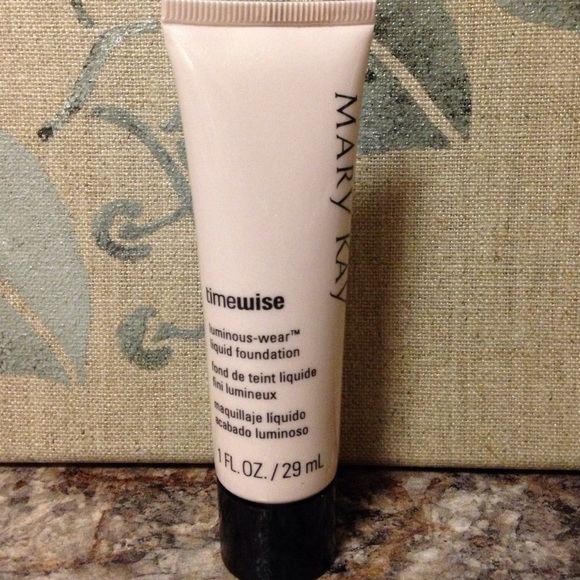 MARY KAY
timewise
luminous-wear™
liquid foundation
fond de teint liquide
fini lumineux
maquillaje líquido
acabado luminoso
1 FL. OZ. / 29 mL